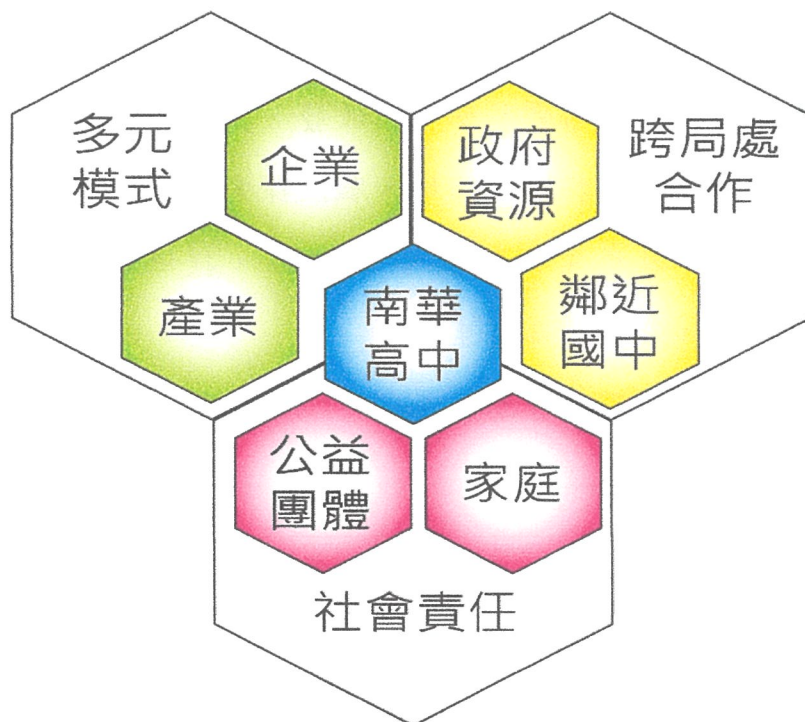 多元
模式
企業
產業
政府
資源
跨局處
合作
鄰近
國中
南華
高中
公益
團體
家庭
社會責任